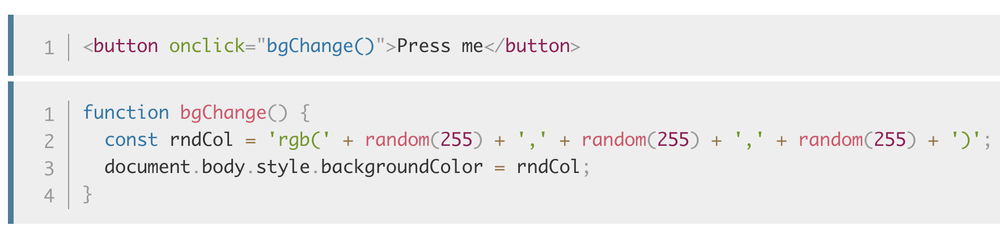 1 <button onclick="bgChange()">Press me</button>
1 function bgChange() {
2   const rndCol = 'rgb(' + random(255) + ',' + random(255) + ',' + random(255) + ')';
3   document.body.style.backgroundColor = rndCol;
4 }